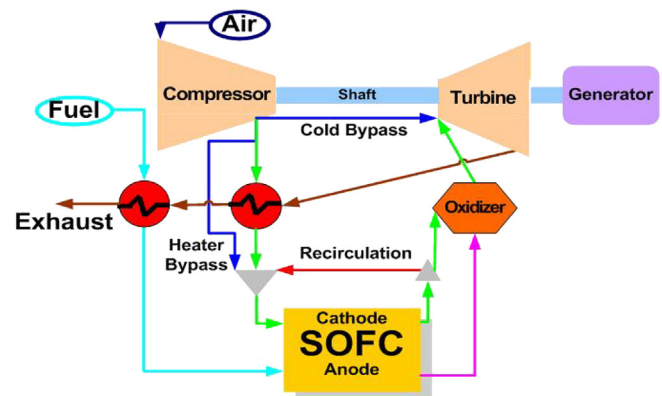 Air
Compressor
Shaft
Turbine
Generator
Fuel
Cold Bypass
Exhaust
Oxidizer
Heater
Bypass
Recirculation
Cathode
SOFC
Anode